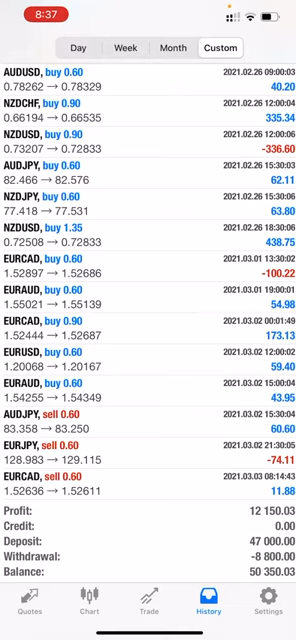 8:37
Day Week Month Custom
AUDUSD, buy 0.60 2021.02.26 09:00:03
0.78262 → 0.78329 40.20
NZDCHF, buy 0.90 2021.02.26 12:00:04
0.66194 → 0.66535 335.34
NZDUSD, buy 0.90 2021.02.26 12:00:06
0.73207 → 0.72833 -336.60
AUDJPY, buy 0.60 2021.02.26 15:30:03
82.466 → 82.576 62.11
NZDJPY, buy 0.60 2021.02.26 15:30:06
77.418 → 77.531 63.80
NZDUSD, buy 1.35 2021.02.26 18:30:06
0.72508 → 0.72833 438.75
EURCAD, buy 0.60 2021.03.01 13:30:02
1.52897 → 1.52686 -100.22
EURAUD, buy 0.60 2021.03.01 19:00:01
1.55021 → 1.55139 54.98
EURCAD, buy 0.90 2021.03.02 00:01:49
1.52444 → 1.52687 173.13
EURUSD, buy 0.60 2021.03.02 12:00:02
1.20068 → 1.20167 59.40
EURAUD, buy 0.60 2021.03.02 15:00:04
1.54255 → 1.54349 43.95
AUDJPY, sell 0.60 2021.03.02 15:30:04
83.358 → 83.250 60.60
EURJPY, sell 0.60 2021.03.02 21:30:05
128.983 → 129.115 -74.11
EURCAD, sell 0.60 2021.03.03 08:14:43
1.52636 → 1.52611 11.88
Profit: 12 150.03
Credit: 0.00
Deposit: 47 000.00
Withdrawal: -8 800.00
Balance: 50 350.03
Quotes Chart Trade History Settings